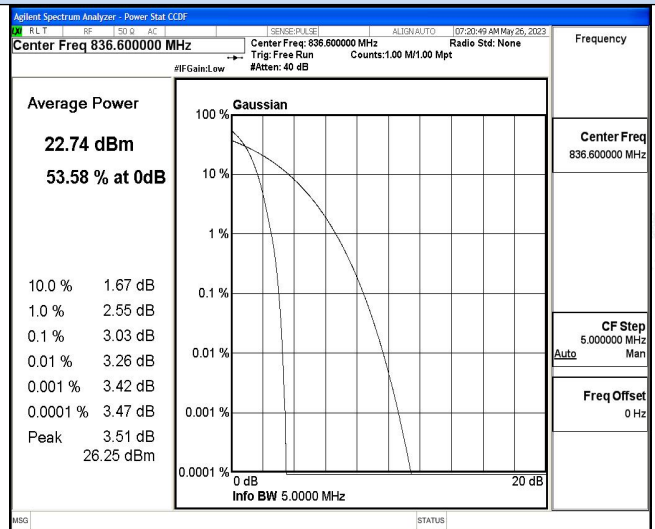 Agilent Spectrum Analyzer - Power Stat CCDF
LXI RLT RF 50 Ω AC SENSE:PULSE ALIGNAUTO 07:20:49 AM May 26, 2023
Center Freq 836.600000 MHz
Center Freq: 836.600000 MHz Radio Std: None
Trig: Free Run Counts:1.00 M/1.00 Mpt
#IFGain:Low #Atten: 40 dB
Average Power
22.74 dBm
53.58 % at 0dB
10.0 % 1.67 dB
1.0 % 2.55 dB
0.1 % 3.03 dB
0.01 % 3.26 dB
0.001 % 3.42 dB
0.0001 % 3.47 dB
Peak 3.51 dB
26.25 dBm
Gaussian
100 %
10 %
1 %
0.1 %
0.01 %
0.001 %
0.0001 %
0 dB 20 dB
Info BW 5.0000 MHz
Frequency
Center Freq
836.600000 MHz
CF Step
5.000000 MHz
Auto Man
Freq Offset
0 Hz
MSG STATUS